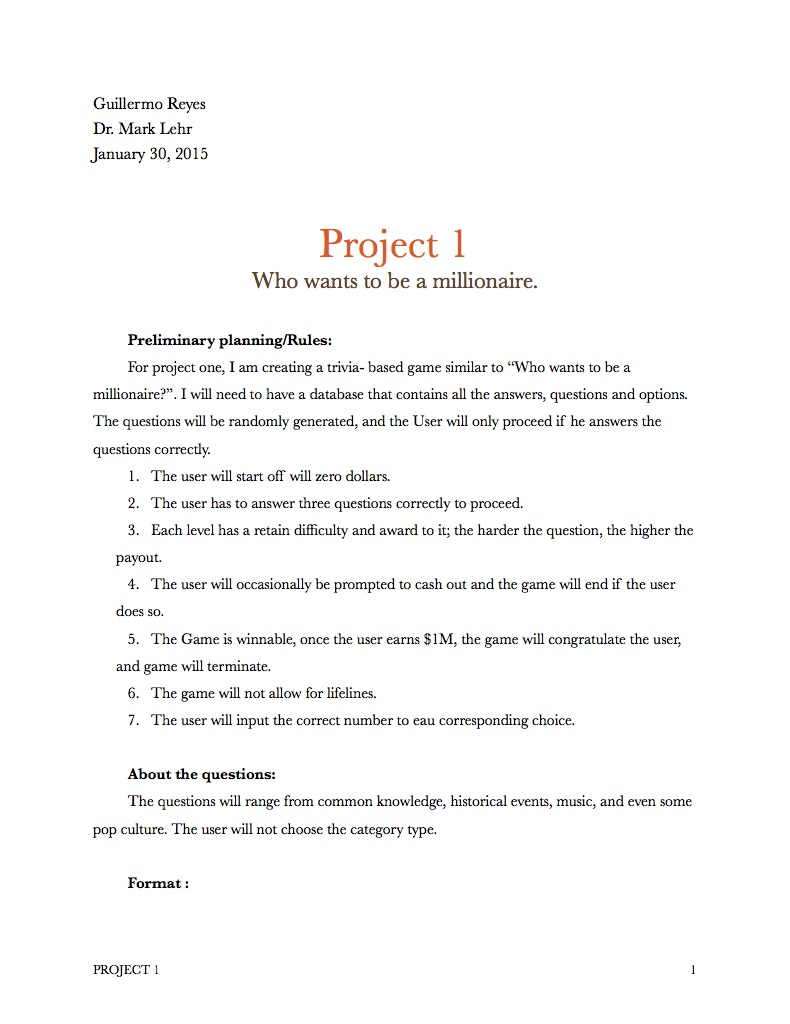 Guillermo Reyes
Dr. Mark Lehr
January 30, 2015
Project 1
Who wants to be a millionaire.
Preliminary planning/Rules:
For project one, I am creating a trivia- based game similar to “Who wants to be a
millionaire?”. I will need to have a database that contains all the answers, questions and options.
The questions will be randomly generated, and the User will only proceed if he answers the
questions correctly.
1. The user will start off will zero dollars.
2. The user has to answer three questions correctly to proceed.
3. Each level has a retain difficulty and award to it; the harder the question, the higher the
payout.
4. The user will occasionally be prompted to cash out and the game will end if the user
does so.
5. The Game is winnable, once the user earns $1M, the game will congratulate the user,
and game will terminate.
6. The game will not allow for lifelines.
7. The user will input the correct number to eau corresponding choice.
About the questions:
The questions will range from common knowledge, historical events, music, and even some
pop culture. The user will not choose the category type.
Format :
PROJECT 1 1